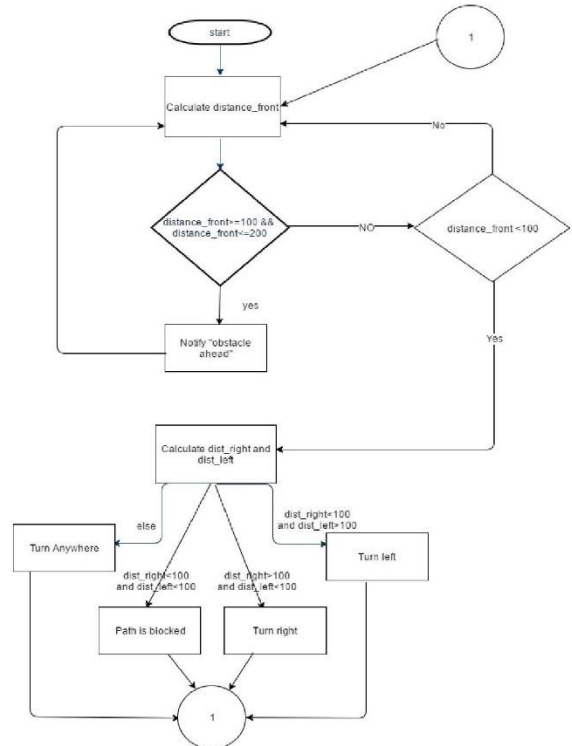 start
1
Calculate distance_front
No
distance_front>=100 &&
distance_front<=200
NO
distance_front <100
yes
Notify "obstacle
ahead"
Yes
Calculate dist_right and
dist_left
else
dist_right<100
and dist_left>100
Turn Anywhere
Turn left
dist_right<100
and dist_left<100
dist_right>100
and dist_left<100
Path is blocked
Turn right
1